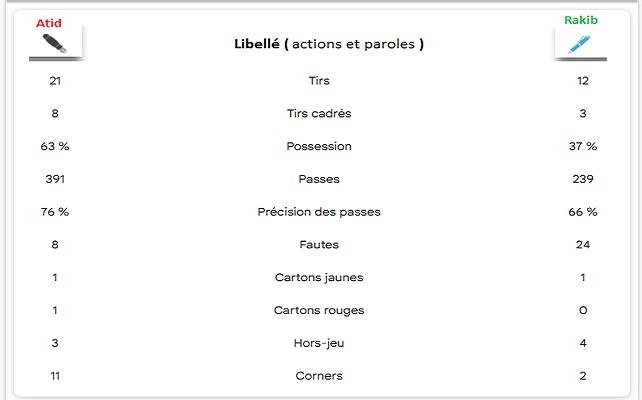 Atid
Rakib
Libellé ( actions et paroles )
21 Tirs 12
8 Tirs cadrés 3
63 % Possession 37 %
391 Passes 239
76 % Précision des passes 66 %
8 Fautes 24
1 Cartons jaunes 1
1 Cartons rouges 0
3 Hors-jeu 4
11 Corners 2